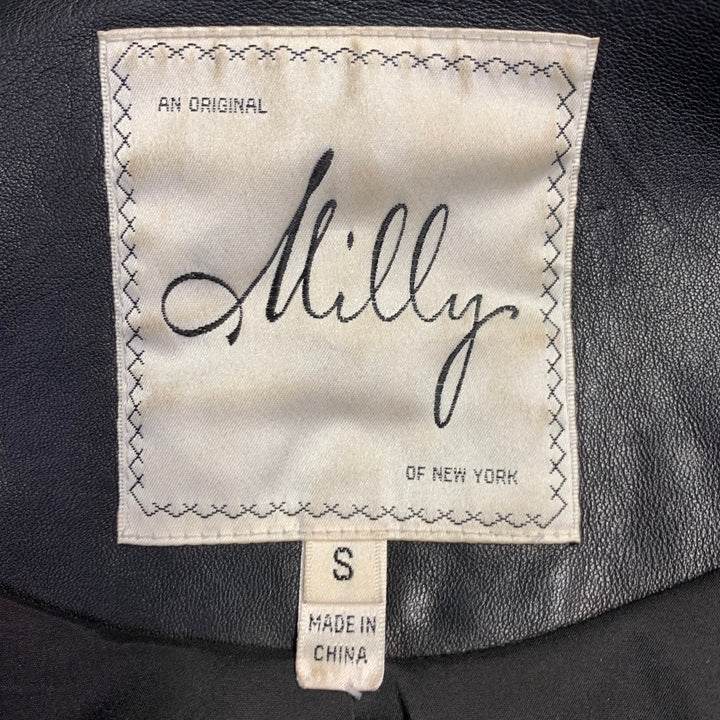 AN ORIGINAL
Milly
OF NEW YORK
S
MADE IN
CHINA